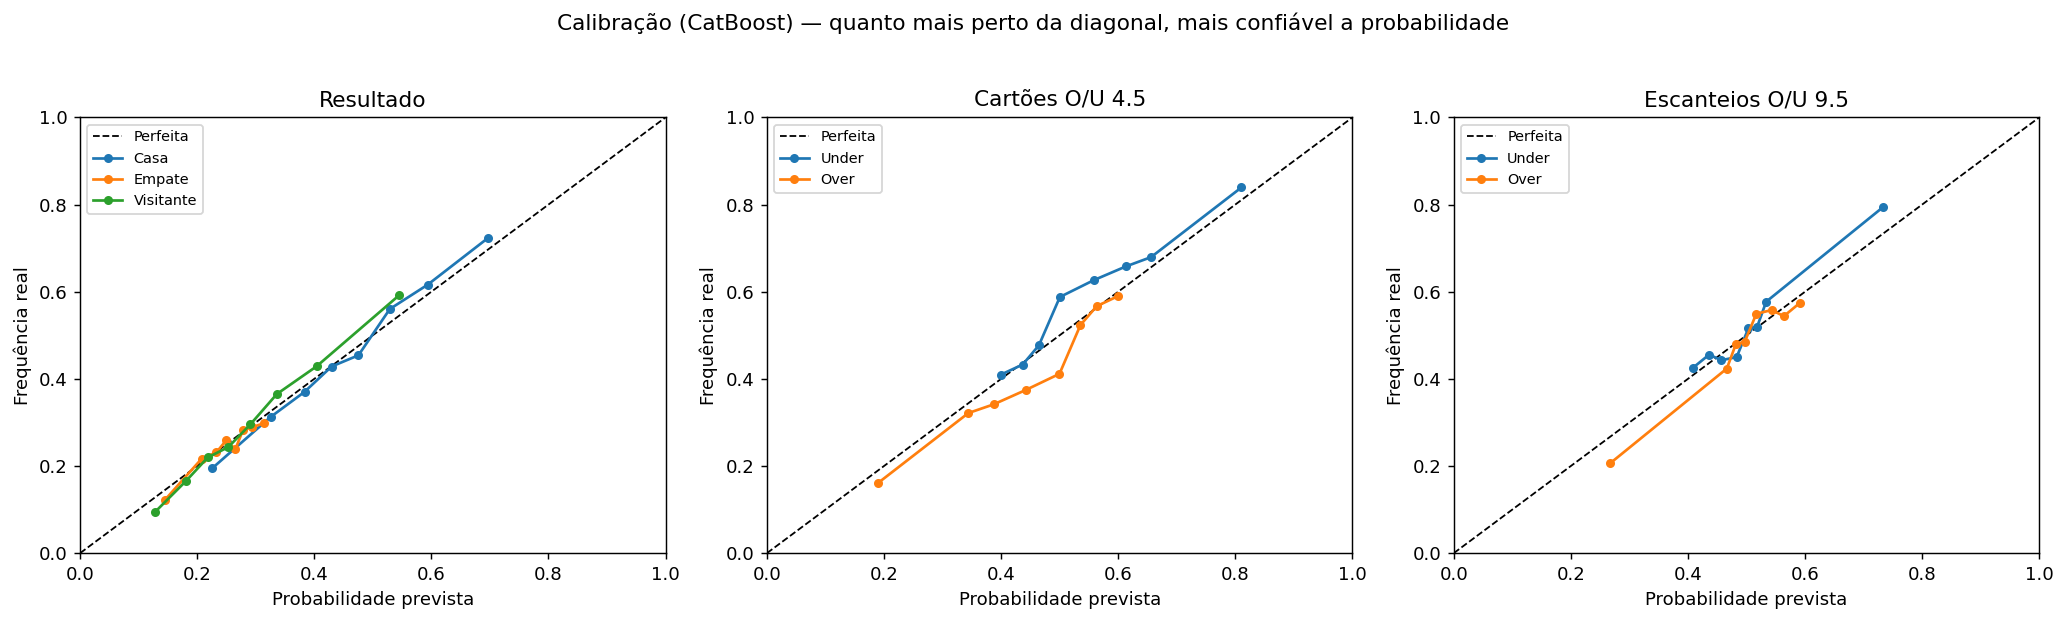 Calibração (CatBoost) — quanto mais perto da diagonal, mais confiável a probabilidade
Resultado
Perfeita
Casa
Empate
Visitante
Frequência real
1.0
0.8
0.6
0.4
0.2
0.0
0.0 0.2 0.4 0.6 0.8 1.0
Probabilidade prevista
Cartões O/U 4.5
Perfeita
Under
Over
Frequência real
1.0
0.8
0.6
0.4
0.2
0.0
0.0 0.2 0.4 0.6 0.8 1.0
Probabilidade prevista
Escanteios O/U 9.5
Perfeita
Under
Over
Frequência real
1.0
0.8
0.6
0.4
0.2
0.0
0.0 0.2 0.4 0.6 0.8 1.0
Probabilidade prevista